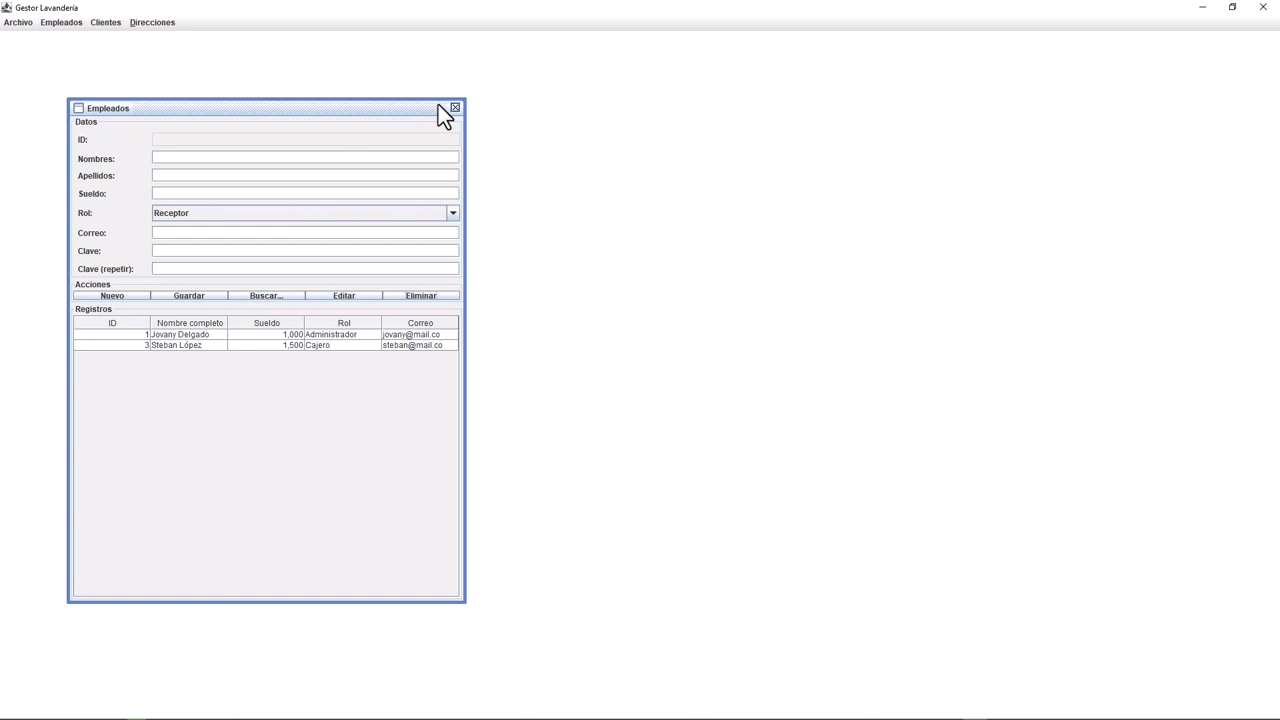 Gestor Lavandería
Archivo Empleados Clientes Direcciones
Empleados
Datos
ID:
Nombres:
Apellidos:
Sueldo:
Rol: Receptor
Correo:
Clave:
Clave (repetir):
Acciones
Nuevo Guardar Buscar... Editar Eliminar
Registros
ID Nombre completo Sueldo Rol Correo
1 Jovany Delgado 1,000 Administrador jovany@mail.co
3 Steban López 1,500 Cajero steban@mail.co